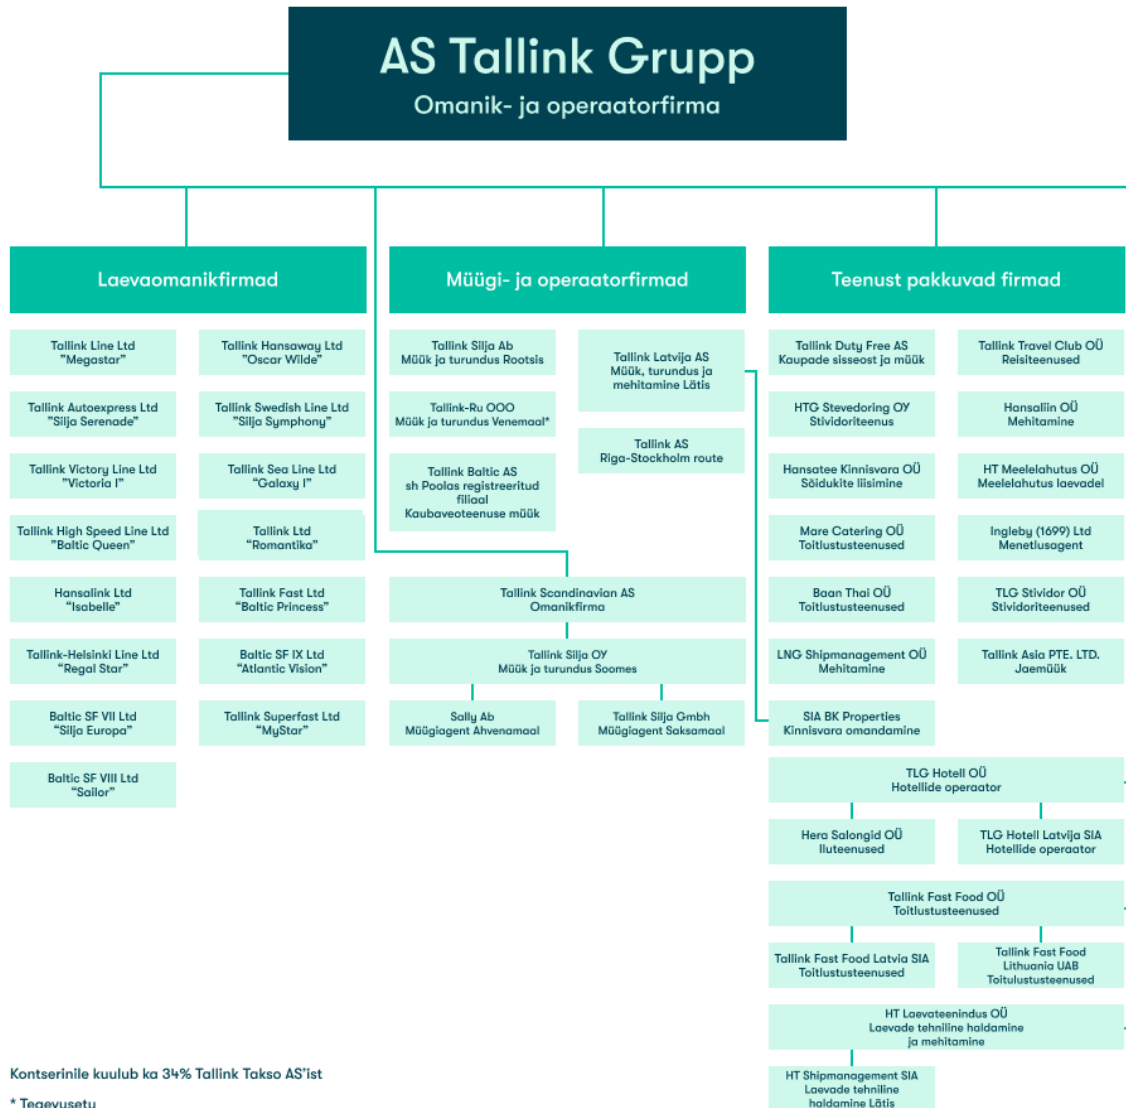 AS Tallink Grupp
Omanik- ja operaatorfirma
Laevaomanikfirmad
Tallink Line Ltd
"Megastar"
Tallink Hansaway Ltd
"Oscar Wilde"
Tallink Autoexpress Ltd
"Silja Serenade"
Tallink Swedish Line Ltd
"Silja Symphony"
Tallink Victory Line Ltd
"Victoria I"
Tallink Sea Line Ltd
"Galaxy I"
Tallink High Speed Line Ltd
"Baltic Queen"
Tallink Ltd
“Romantika”
Hansalink Ltd
“Isabelle”
Tallink Fast Ltd
“Baltic Princess”
Tallink-Helsinki Line Ltd
“Regal Star”
Baltic SF IX Ltd
“Atlantic Vision”
Baltic SF VII Ltd
“Silja Europa”
Tallink Superfast Ltd
“MyStar”
Baltic SF VIII Ltd
“Sailor”
Müügi- ja operaatorfirmad
Tallink Silja Ab
Müük ja turundus Rootsis
Tallink Latvija AS
Müük, turundus ja
mehitamine Lätis
Tallink-Ru OOO
Müük ja turundus Venemaal*
Tallink AS
Riga-Stockholm route
Tallink Baltic AS
sh Poolas registreeritud
filiaal
Kaubaveoteenuse müük
Tallink Scandinavian AS
Omanikfirma
Tallink Silja OY
Müük ja turundus Soomes
Sally Ab
Müügiagent Ahvenamaal
Tallink Silja Gmbh
Müügiagent Saksamaal
Teenust pakkuvad firmad
Tallink Duty Free AS
Kaupade sisseost ja müük
Tallink Travel Club OÜ
Reisiteenused
HTG Stevedoring OY
Stividoriteenus
Hansaliin OÜ
Mehitamine
Hansatee Kinnisvara OÜ
Sõidukite liisimine
HT Meelelahutus OÜ
Meelelahutus laevadel
Mare Catering OÜ
Toitlustusteenused
Ingleby (1699) Ltd
Menetlusagent
Baan Thai OÜ
Toitlustusteenused
TLG Stividor OÜ
Stividoriteenused
LNG Shipmanagement OÜ
Mehitamine
Tallink Asia PTE. LTD.
Jaemüük
SIA BK Properties
Kinnisvara omandamine
TLG Hotell OÜ
Hotellide operaator
Hera Salongid OÜ
Iluteenused
TLG Hotell Latvija SIA
Hotellide operaator
Tallink Fast Food OÜ
Toitlustusteenused
Tallink Fast Food Latvia SIA
Toitlustusteenused
Tallink Fast Food
Lithuania UAB
Toitulustusteenused
HT Laevateenindus OÜ
Laevade tehniline haldamine
ja mehitamine
HT Shipmanagement SIA
Laevade tehniline
haldamine Lätis
Kontserinile kuulub ka 34% Tallink Takso AS'ist
* Tegevusetu